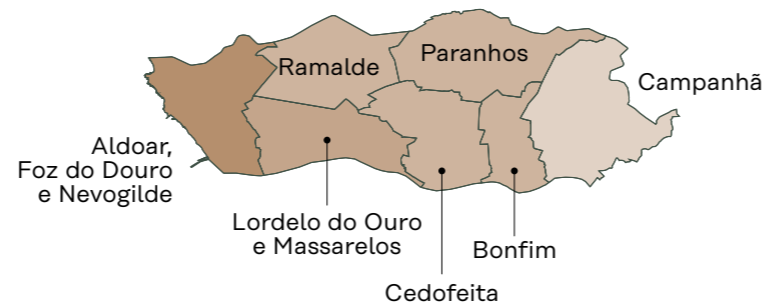 Ramalde
Paranhos
Campanhã
Aldoar,
Foz do Douro
e Nevogilde
Lordelo do Ouro
e Massarelos
Bonfim
Cedofeita